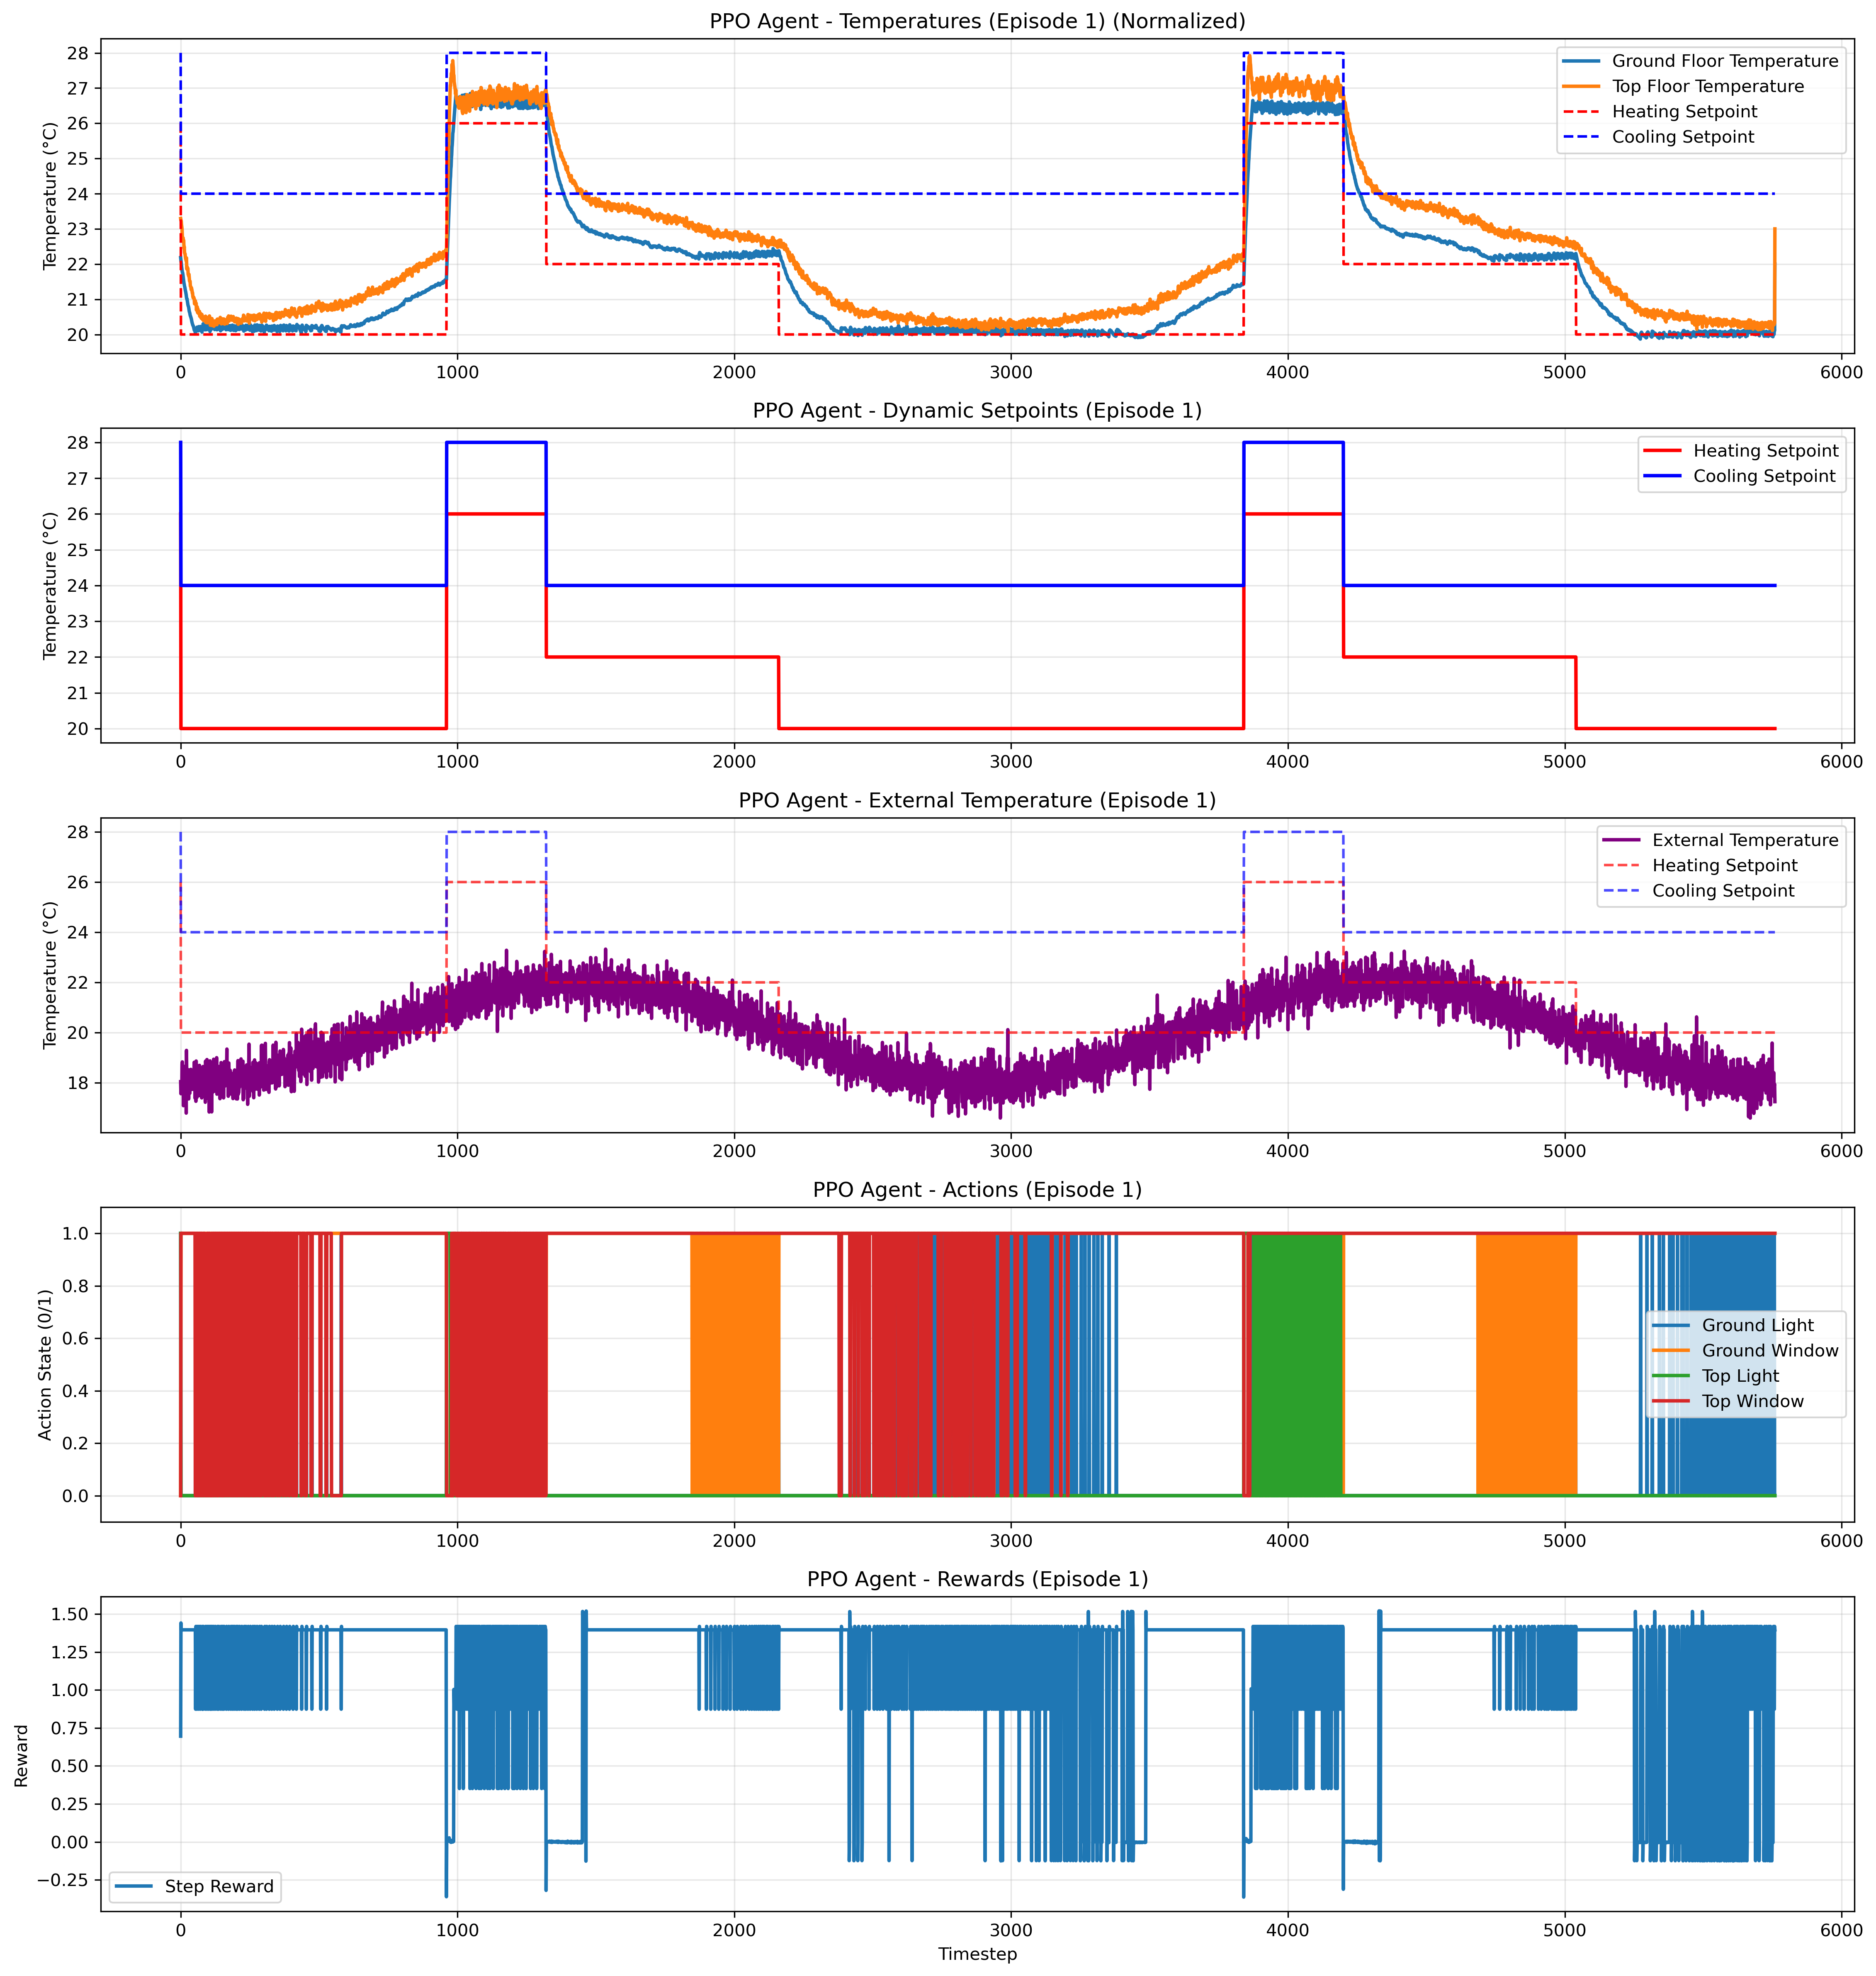 PPO Agent - Temperatures (Episode 1) (Normalized)
Temperature (°C)
28
27
26
25
24
23
22
21
20
Ground Floor Temperature
Top Floor Temperature
Heating Setpoint
Cooling Setpoint
0 1000 2000 3000 4000 5000 6000
PPO Agent - Dynamic Setpoints (Episode 1)
Temperature (°C)
28
27
26
25
24
23
22
21
20
Heating Setpoint
Cooling Setpoint
0 1000 2000 3000 4000 5000 6000
PPO Agent - External Temperature (Episode 1)
Temperature (°C)
28
26
24
22
20
18
External Temperature
Heating Setpoint
Cooling Setpoint
0 1000 2000 3000 4000 5000 6000
PPO Agent - Actions (Episode 1)
Action State (0/1)
1.0
0.8
0.6
0.4
0.2
0.0
Ground Light
Ground Window
Top Light
Top Window
0 1000 2000 3000 4000 5000 6000
PPO Agent - Rewards (Episode 1)
Reward
1.50
1.25
1.00
0.75
0.50
0.25
0.00
−0.25
Step Reward
0 1000 2000 3000 4000 5000 6000
Timestep